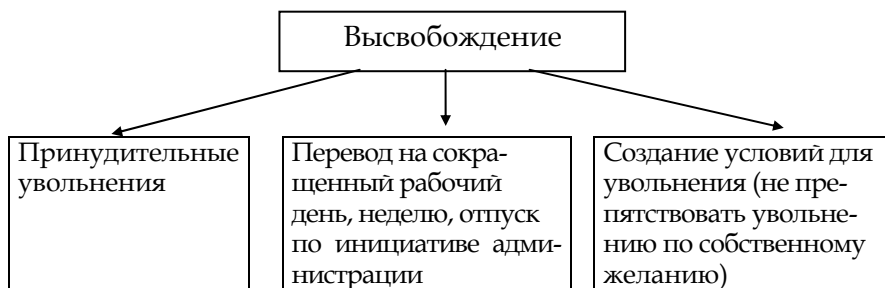 Высвобождение
Принудительные
увольнения
Перевод на сокра-
щенный рабочий
день, неделю, отпуск
по инициативе адми-
нистрации
Создание условий для
увольнения (не пре-
пятствовать увольне-
нию по собственному
желанию)